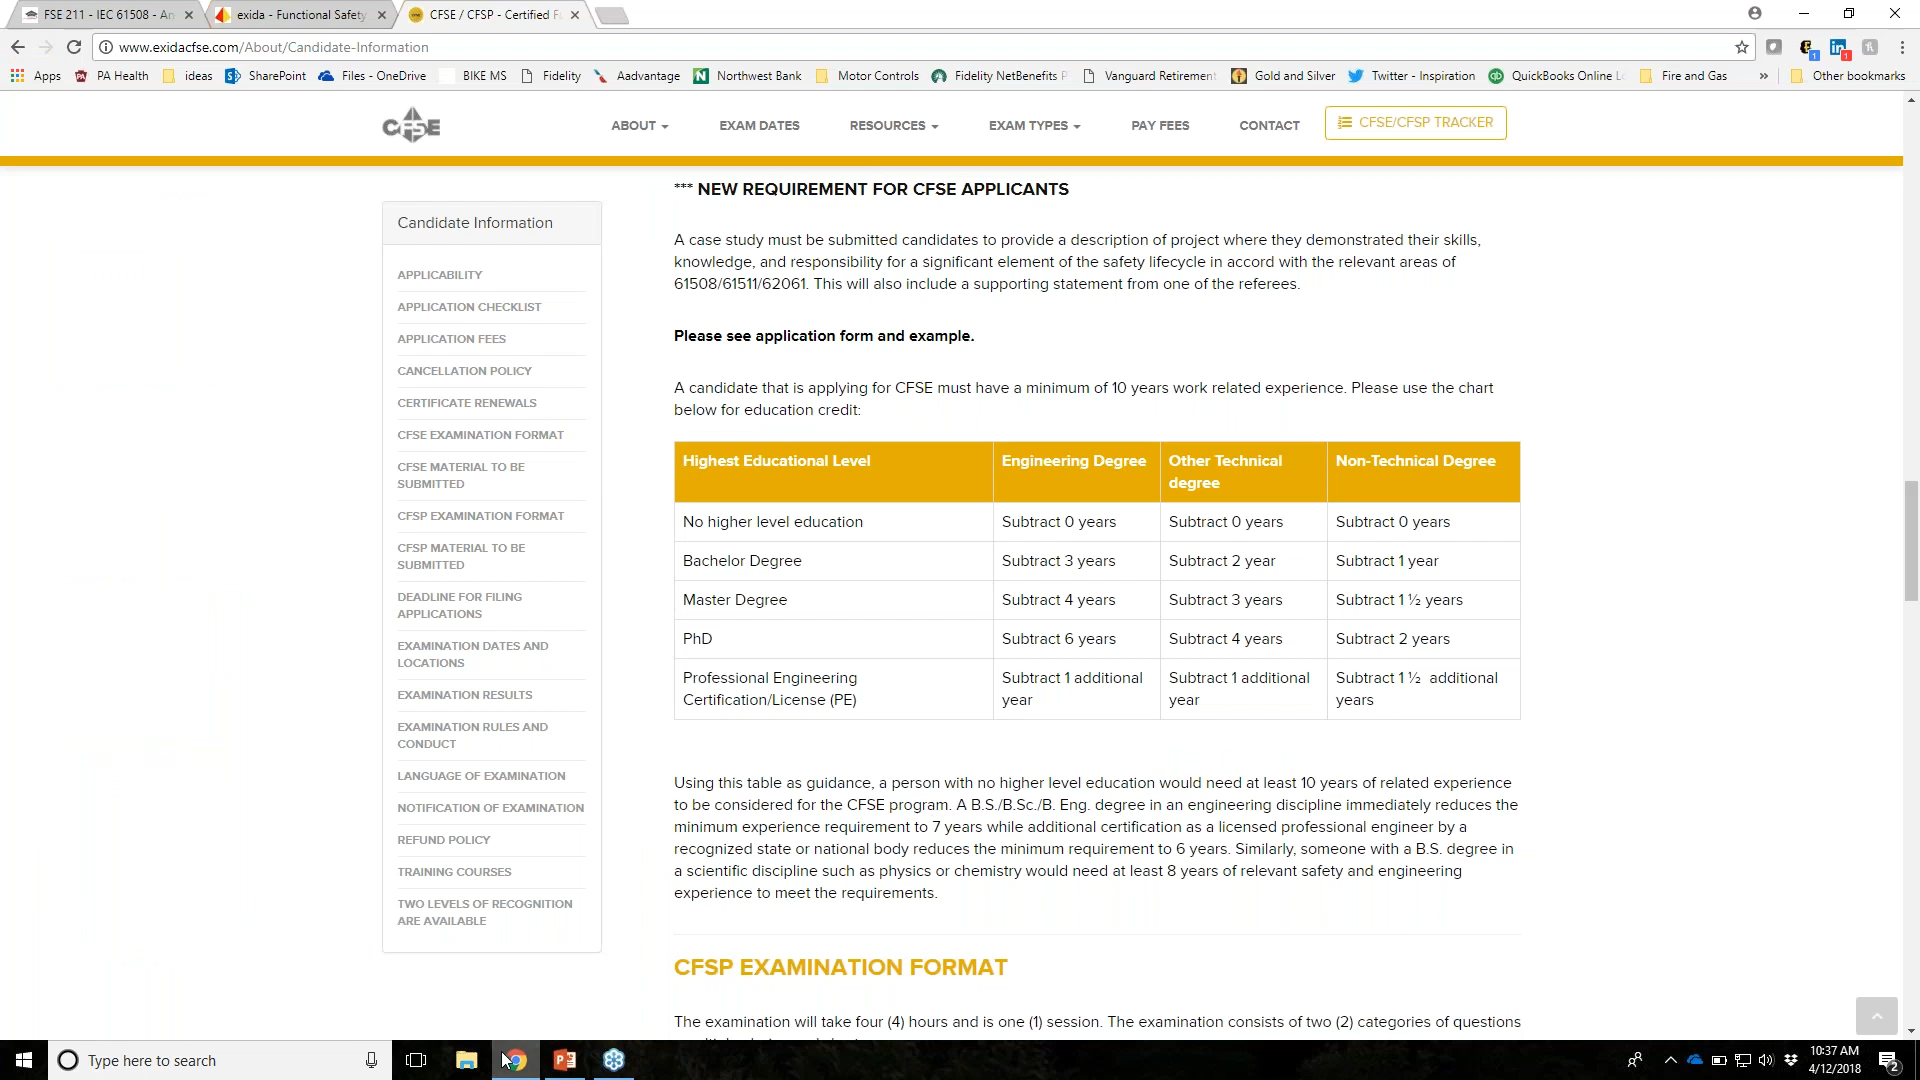 FSE 211 - IEC 61508 - An
exida - Functional Safety
CFSE / CFSP - Certified Fu
www.exidacfse.com/About/Candidate-Information
Apps
PA Health
ideas
SharePoint
Files - OneDrive
BIKE MS
Fidelity
Aadvantage
Northwest Bank
Motor Controls
Fidelity NetBenefits P
Vanguard Retirement
Gold and Silver
Twitter - Inspiration
QuickBooks Online Lo
Fire and Gas
»
Other bookmarks
CFSE
ABOUT
EXAM DATES
RESOURCES
EXAM TYPES
PAY FEES
CONTACT
CFSE/CFSP TRACKER
Candidate Information
APPLICABILITY
APPLICATION CHECKLIST
APPLICATION FEES
CANCELLATION POLICY
CERTIFICATE RENEWALS
CFSE EXAMINATION FORMAT
CFSE MATERIAL TO BE
SUBMITTED
CFSP EXAMINATION FORMAT
CFSP MATERIAL TO BE
SUBMITTED
DEADLINE FOR FILING
APPLICATIONS
EXAMINATION DATES AND
LOCATIONS
EXAMINATION RESULTS
EXAMINATION RULES AND
CONDUCT
LANGUAGE OF EXAMINATION
NOTIFICATION OF EXAMINATION
REFUND POLICY
TRAINING COURSES
TWO LEVELS OF RECOGNITION
ARE AVAILABLE
*** NEW REQUIREMENT FOR CFSE APPLICANTS
A case study must be submitted candidates to provide a description of project where they demonstrated their skills,
knowledge, and responsibility for a significant element of the safety lifecycle in accord with the relevant areas of
61508/61511/62061. This will also include a supporting statement from one of the referees.
Please see application form and example.
A candidate that is applying for CFSE must have a minimum of 10 years work related experience. Please use the chart
below for education credit:
Highest Educational Level
Engineering Degree
Other Technical
degree
Non-Technical Degree
No higher level education
Subtract 0 years
Subtract 0 years
Subtract 0 years
Bachelor Degree
Subtract 3 years
Subtract 2 year
Subtract 1 year
Master Degree
Subtract 4 years
Subtract 3 years
Subtract 1 ½ years
PhD
Subtract 6 years
Subtract 4 years
Subtract 2 years
Professional Engineering
Certification/License (PE)
Subtract 1 additional
year
Subtract 1 additional
year
Subtract 1 ½ additional
years
Using this table as guidance, a person with no higher level education would need at least 10 years of related experience
to be considered for the CFSE program. A B.S./B.Sc./B. Eng. degree in an engineering discipline immediately reduces the
minimum experience requirement to 7 years while additional certification as a licensed professional engineer by a
recognized state or national body reduces the minimum requirement to 6 years. Similarly, someone with a B.S. degree in
a scientific discipline such as physics or chemistry would need at least 8 years of relevant safety and engineering
experience to meet the requirements.
CFSP EXAMINATION FORMAT
The examination will take four (4) hours and is one (1) session. The examination consists of two (2) categories of questions
Type here to search
10:37 AM
4/12/2018
2